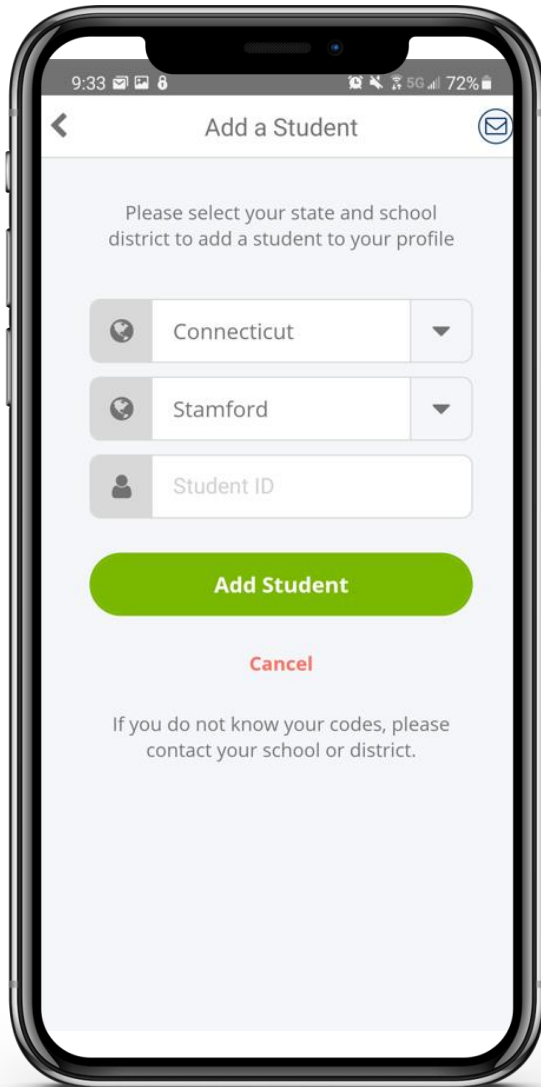 9:33 5G 72%
Add a Student
Please select your state and school
district to add a student to your profile
Connecticut
Stamford
Student ID
Add Student
Cancel
If you do not know your codes, please
contact your school or district.